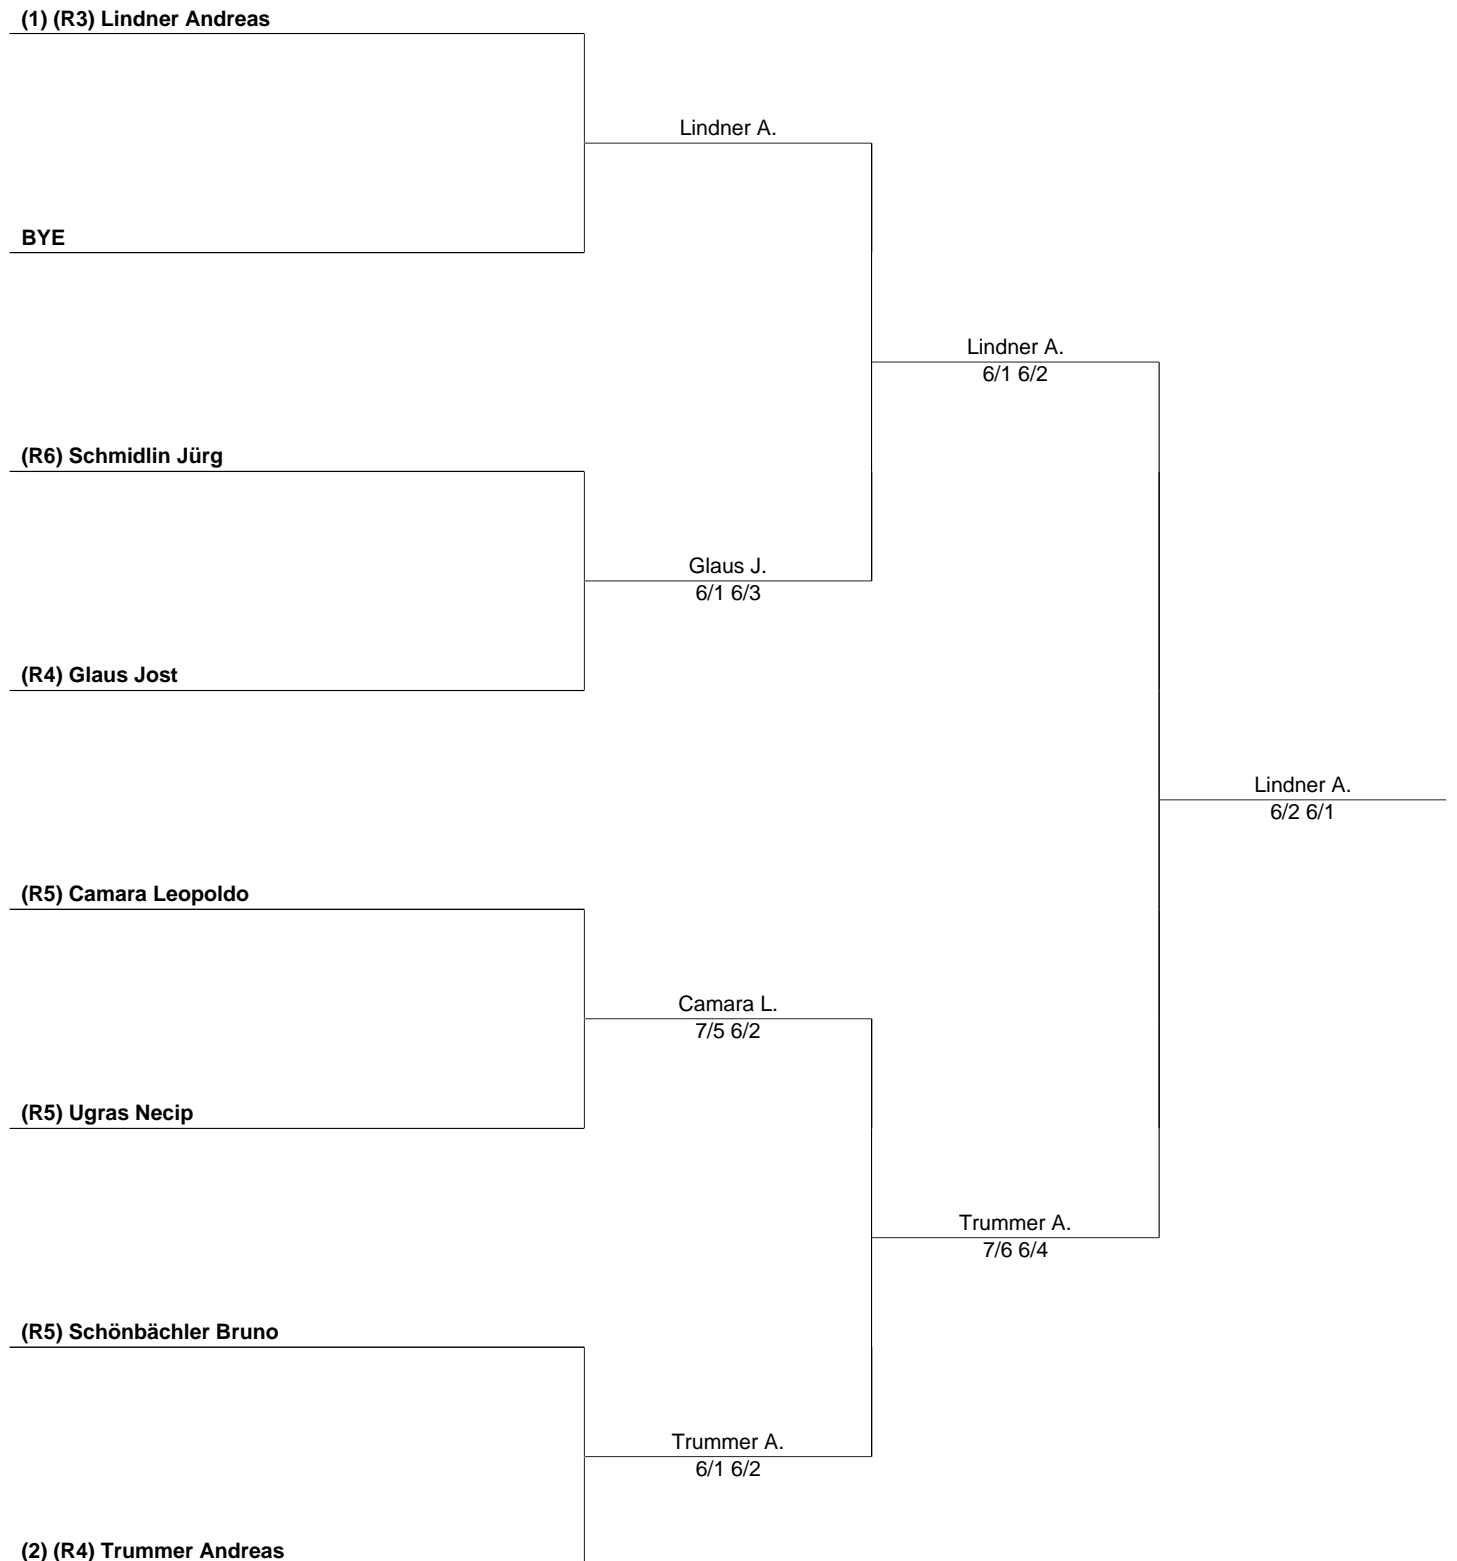 (1) (R3) Lindner Andreas
Lindner A.
BYE
Lindner A.
6/1 6/2
(R6) Schmidlin Jürg
Glaus J.
6/1 6/3
(R4) Glaus Jost
Lindner A.
6/2 6/1
(R5) Camara Leopoldo
Camara L.
7/5 6/2
(R5) Ugras Necip
Trummer A.
7/6 6/4
(R5) Schönbächler Bruno
Trummer A.
6/1 6/2
(2) (R4) Trummer Andreas